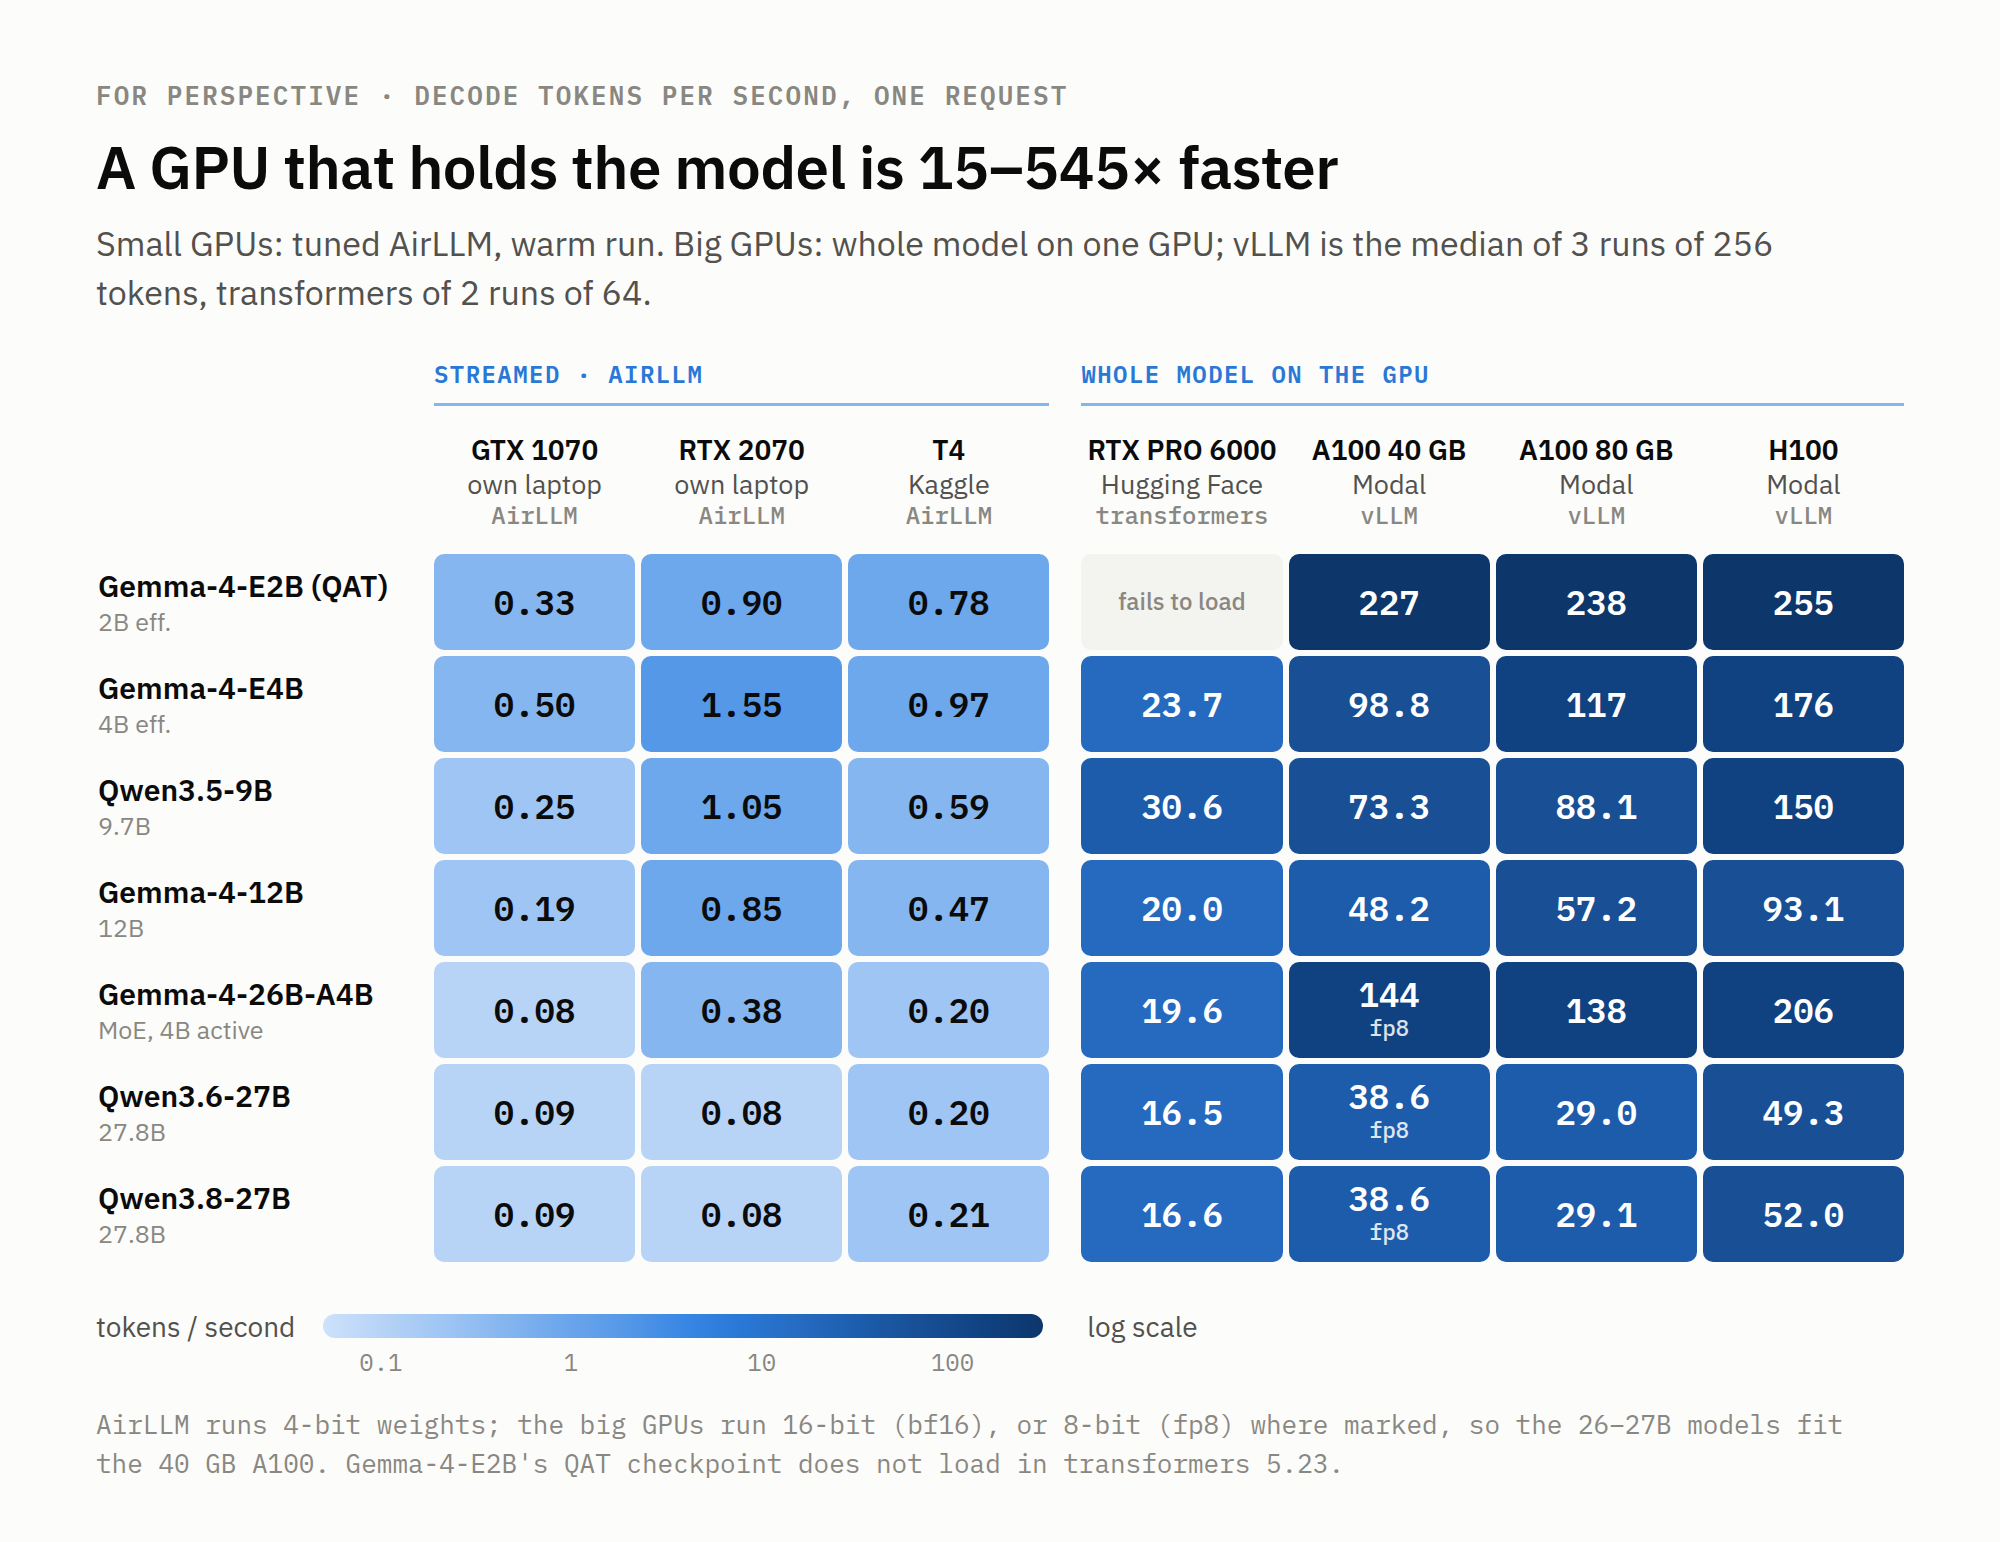 FOR PERSPECTIVE · DECODE TOKENS PER SECOND, ONE REQUEST
A GPU that holds the model is 15–545× faster
Small GPUs: tuned AirLLM, warm run. Big GPUs: whole model on one GPU; vLLM is the median of 3 runs of 256
tokens, transformers of 2 runs of 64.
STREAMED · AIRLLM WHOLE MODEL ON THE GPU
GTX 1070 RTX 2070 T4 RTX PRO 6000 A100 40 GB A100 80 GB H100
own laptop own laptop Kaggle Hugging Face Modal Modal Modal
AirLLM AirLLM AirLLM transformers vLLM vLLM vLLM
Gemma-4-E2B (QAT) 0.33 0.90 0.78 fails to load 227 238 255
2B eff.
Gemma-4-E4B 0.50 1.55 0.97 23.7 98.8 117 176
4B eff.
Qwen3.5-9B 0.25 1.05 0.59 30.6 73.3 88.1 150
9.7B
Gemma-4-12B 0.19 0.85 0.47 20.0 48.2 57.2 93.1
12B
Gemma-4-26B-A4B 0.08 0.38 0.20 19.6 144 138 206
MoE, 4B active fp8
Qwen3.6-27B 0.09 0.08 0.20 16.5 38.6 29.0 49.3
27.8B fp8
Qwen3.8-27B 0.09 0.08 0.21 16.6 38.6 29.1 52.0
27.8B fp8
tokens / second log scale
0.1 1 10 100
AirLLM runs 4-bit weights; the big GPUs run 16-bit (bf16), or 8-bit (fp8) where marked, so the 26–27B models fit
the 40 GB A100. Gemma-4-E2B's QAT checkpoint does not load in transformers 5.23.